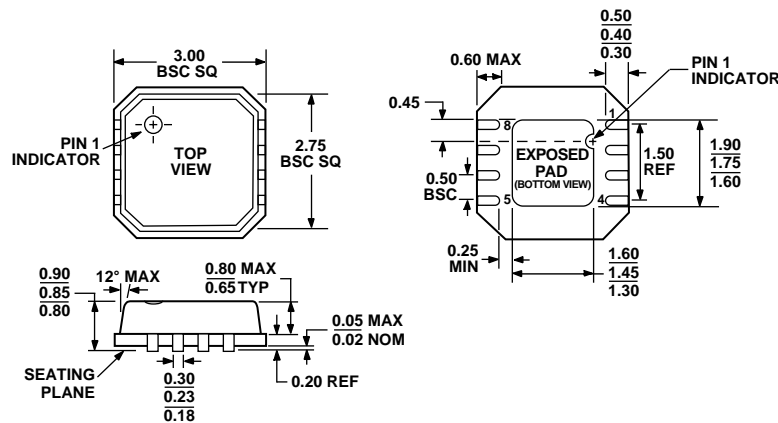 3.00
BSC SQ
PIN 1
INDICATOR
TOP
VIEW
2.75
BSC SQ
0.60 MAX
0.50
0.40
0.30
PIN 1
INDICATOR
0.45
8
1
EXPOSED
PAD
(BOTTOM VIEW)
1.50
REF
1.90
1.75
1.60
0.50
BSC
5
4
0.25
MIN
1.60
1.45
1.30
0.90
0.85
0.80
12° MAX
0.80 MAX
0.65 TYP
0.05 MAX
0.02 NOM
SEATING
PLANE
0.30
0.23
0.18
0.20 REF